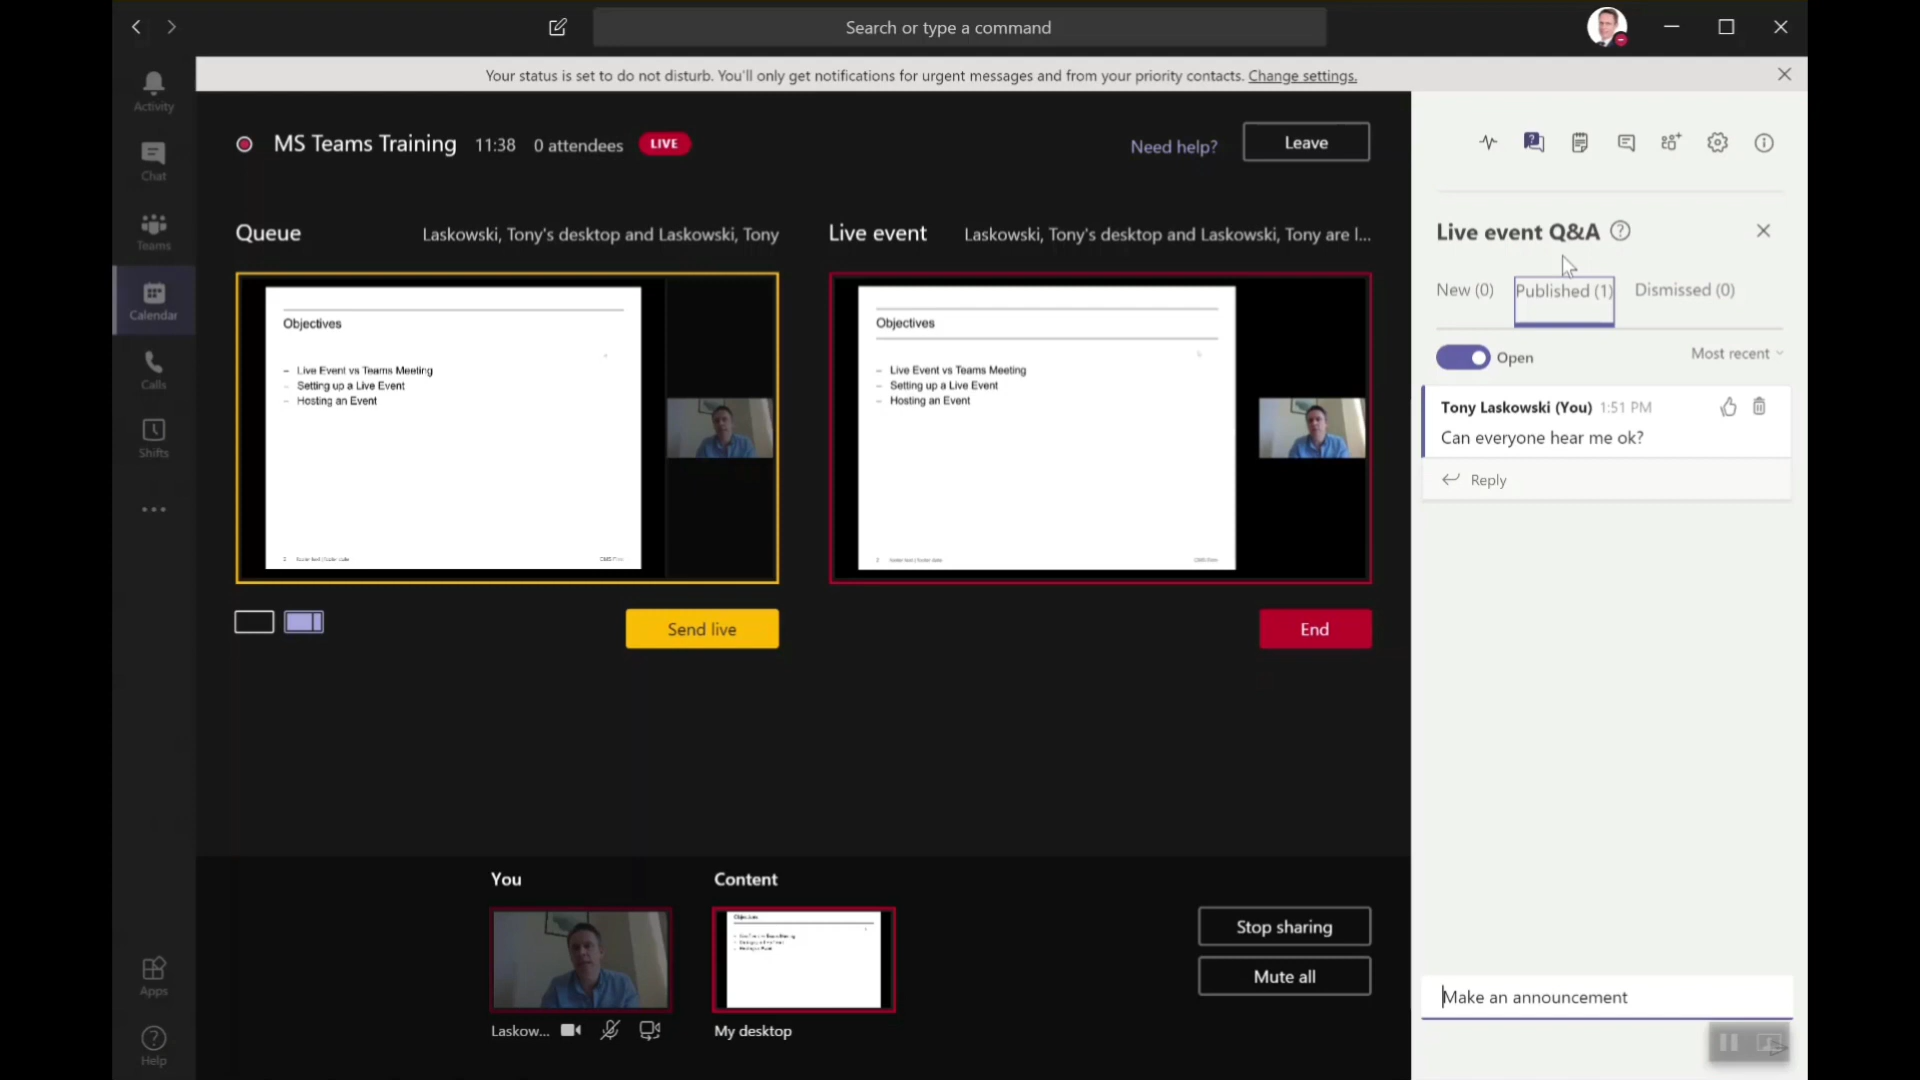 Search or type a command
Your status is set to do not disturb. You'll only get notifications for urgent messages and from your priority contacts. Change settings.
Activity
Chat
Teams
Calendar
Calls
Shifts
Apps
Help
MS Teams Training 11:38 0 attendees LIVE
Need help?
Leave
Queue
Laskowski, Tony's desktop and Laskowski, Tony
Objectives
– Live Event vs Teams Meeting
– Setting up a Live Event
– Hosting an Event
Send live
Live event
Laskowski, Tony's desktop and Laskowski, Tony are l...
Objectives
– Live Event vs Teams Meeting
– Setting up a Live Event
– Hosting an Event
End
You
Laskow...
Content
Objectives
My desktop
Stop sharing
Mute all
Live event Q&A
New (0) Published (1) Dismissed (0)
Open
Most recent
Tony Laskowski (You) 1:51 PM
Can everyone hear me ok?
Reply
Make an announcement